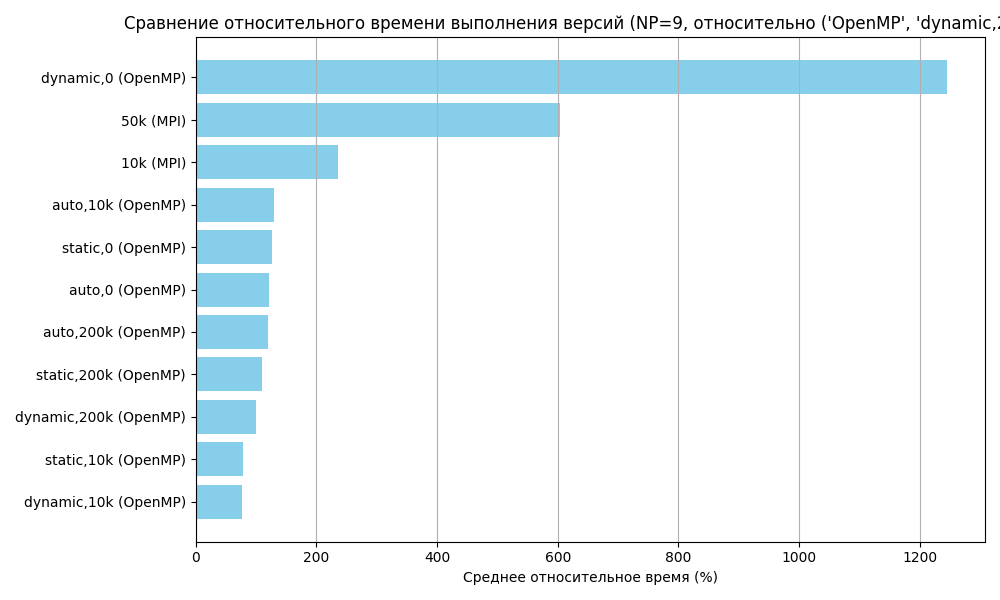 Сравнение относительного времени выполнения версий (NP=9, относительно ('OpenMP', 'dynamic,2
dynamic,0 (OpenMP)
50k (MPI)
10k (MPI)
auto,10k (OpenMP)
static,0 (OpenMP)
auto,0 (OpenMP)
auto,200k (OpenMP)
static,200k (OpenMP)
dynamic,200k (OpenMP)
static,10k (OpenMP)
dynamic,10k (OpenMP)
0 200 400 600 800 1000 1200
Среднее относительное время (%)